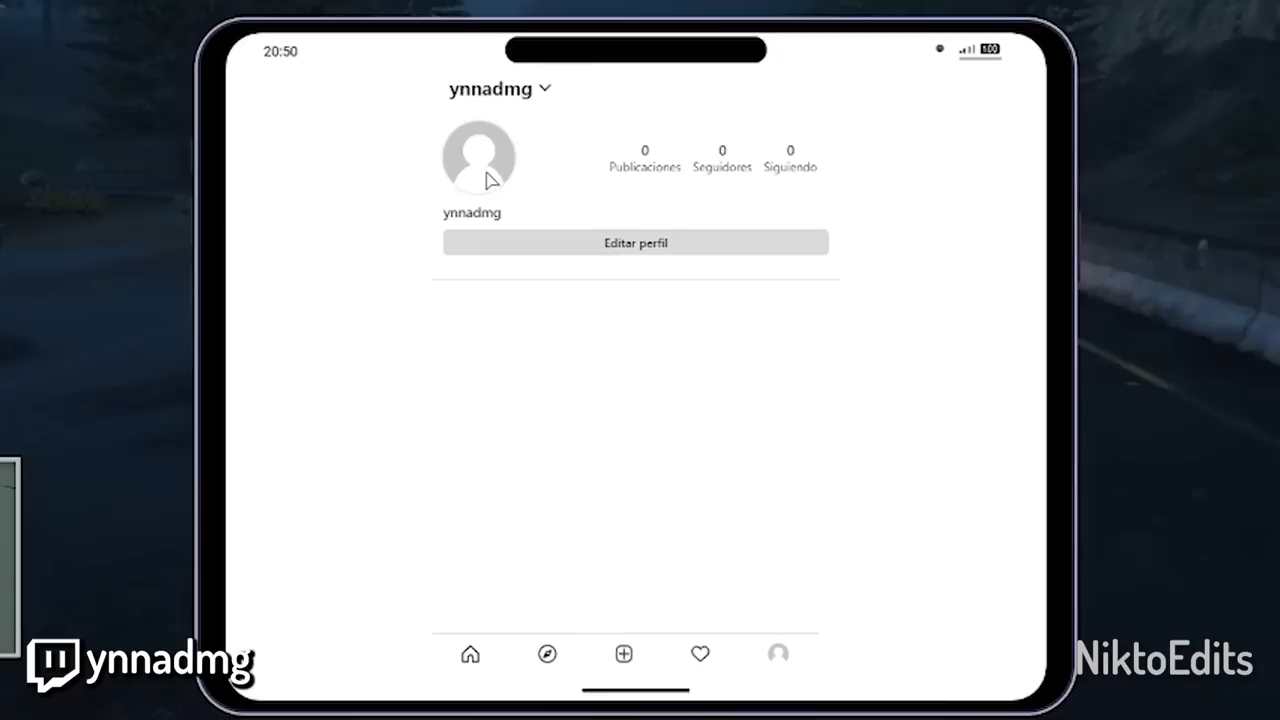 20:50
100
ynnadmg
0 0 0
Publicaciones Seguidores Siguiendo
ynnadmg
Editar perfil
ynnadmg
NiktoEdits